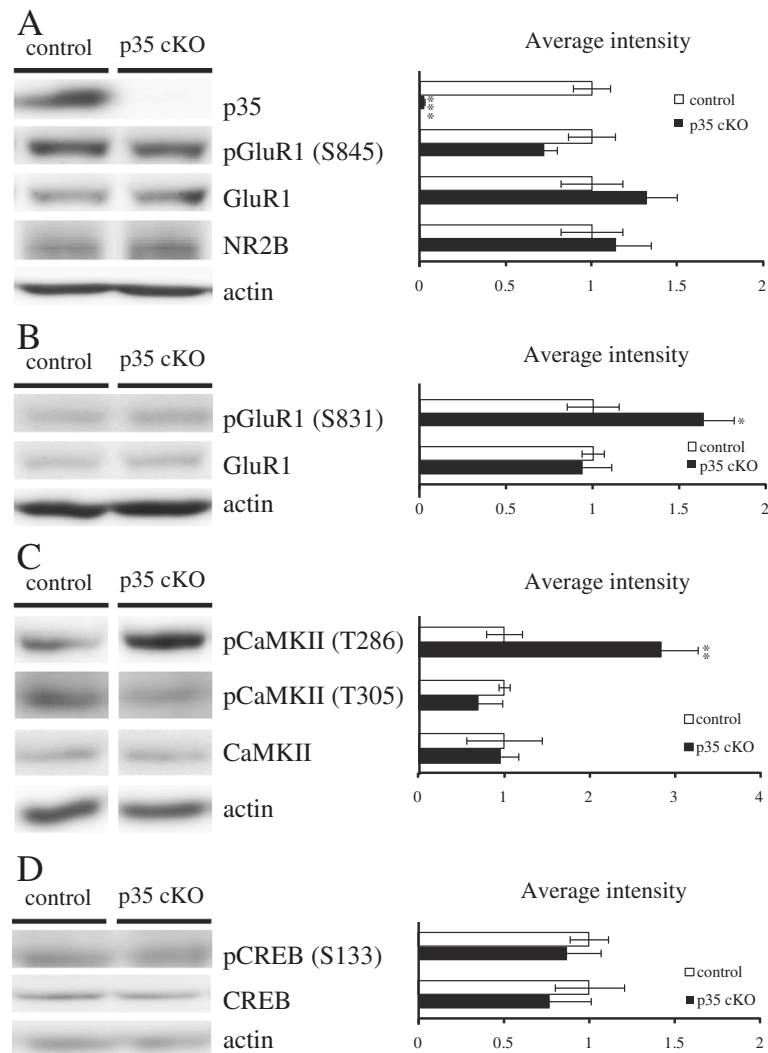 A
control p35 cKO
p35
pGluR1 (S845)
GluR1
NR2B
actin
Average intensity
***
control
p35 cKO
0 0.5 1 1.5 2
B
control p35 cKO
pGluR1 (S831)
GluR1
actin
Average intensity
*
control
p35 cKO
0 0.5 1 1.5 2
C
control p35 cKO
pCaMKII (T286)
pCaMKII (T305)
CaMKII
actin
Average intensity
**
control
p35 cKO
0 1 2 3 4
D
control p35 cKO
pCREB (S133)
CREB
actin
Average intensity
control
p35 cKO
0 0.5 1 1.5 2